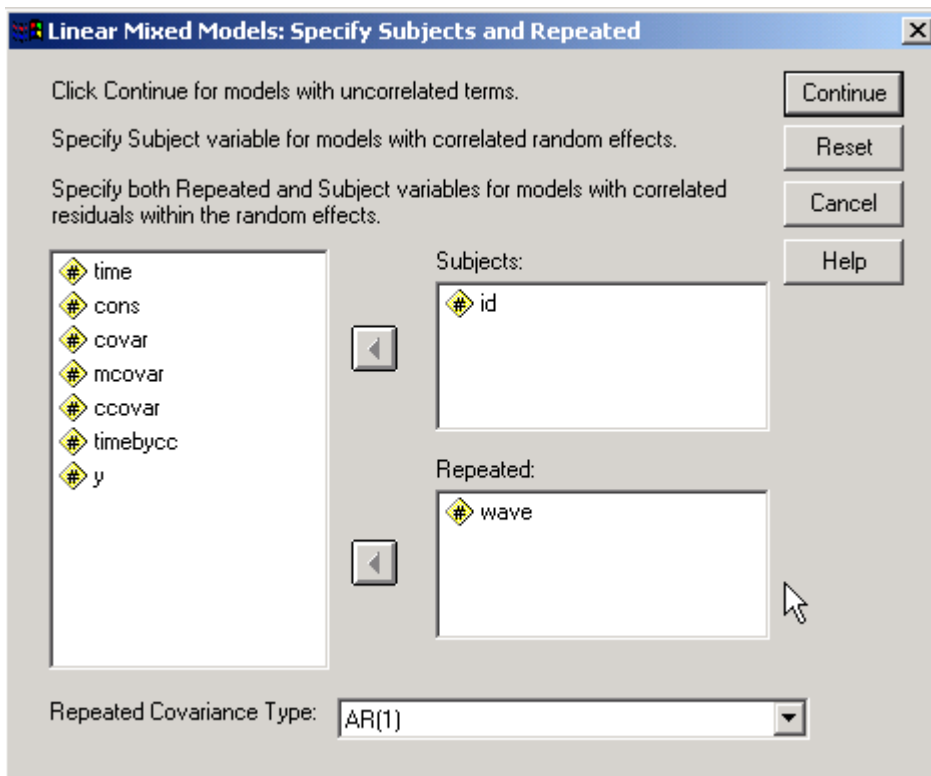 Linear Mixed Models: Specify Subjects and Repeated
Click Continue for models with uncorrelated terms.
Specify Subject variable for models with correlated random effects.
Specify both Repeated and Subject variables for models with correlated
residuals within the random effects.
Continue
Reset
Cancel
Help
# time
# cons
# covar
# mcovar
# ccovar
# timebycc
# y
Subjects:
# id
Repeated:
# wave
Repeated Covariance Type:
AR(1)